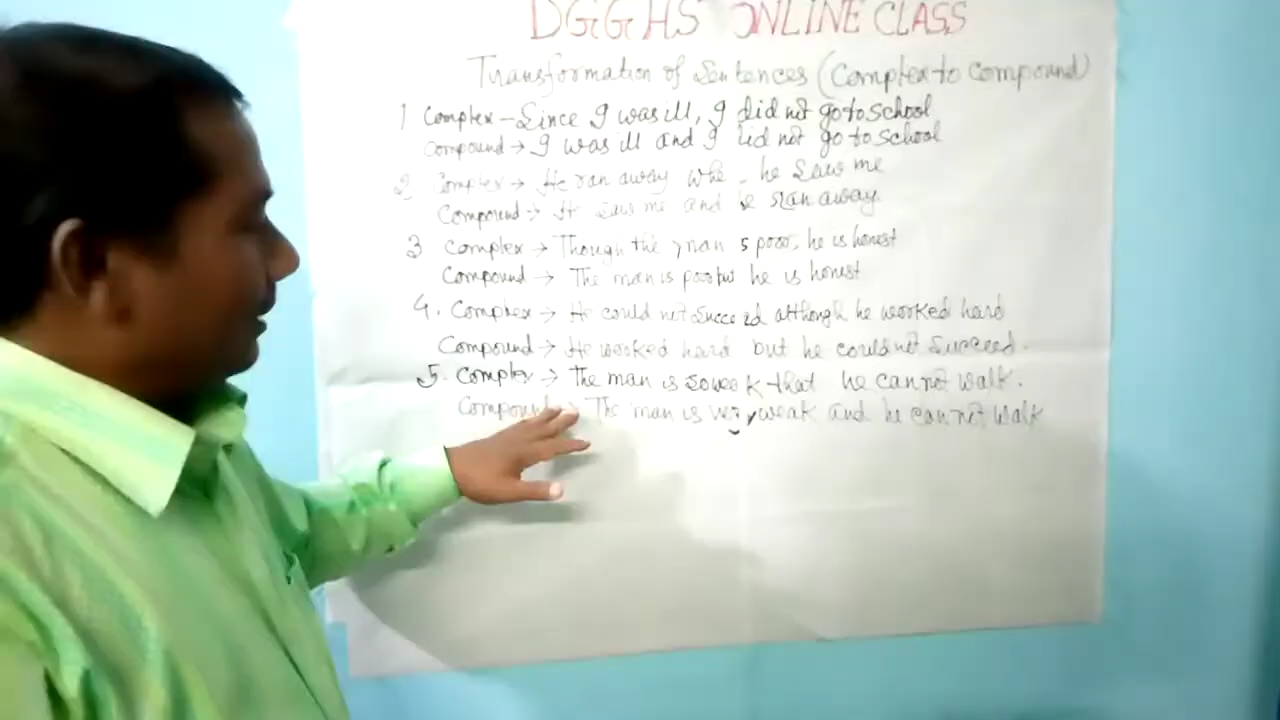 DGGHS ONLINE CLASS
Transformation of Sentences (Complex to Compound)
1 Complex - Since I was ill, I did not go to School
Compound → I was ill and I did not go to School
2 Complex → He ran away whe he Saw me
Compound → He Saw me and he ran away
3 Complex → Though the man is poor, he is honest
Compound → The man is poor but he is honest
4. Complex → He could not Succeed although he worked hard
Compound → He worked hard but he could not Succeed.
5. Complex → The man is so weak that he can not walk.
Compound → The man is very weak and he can not walk